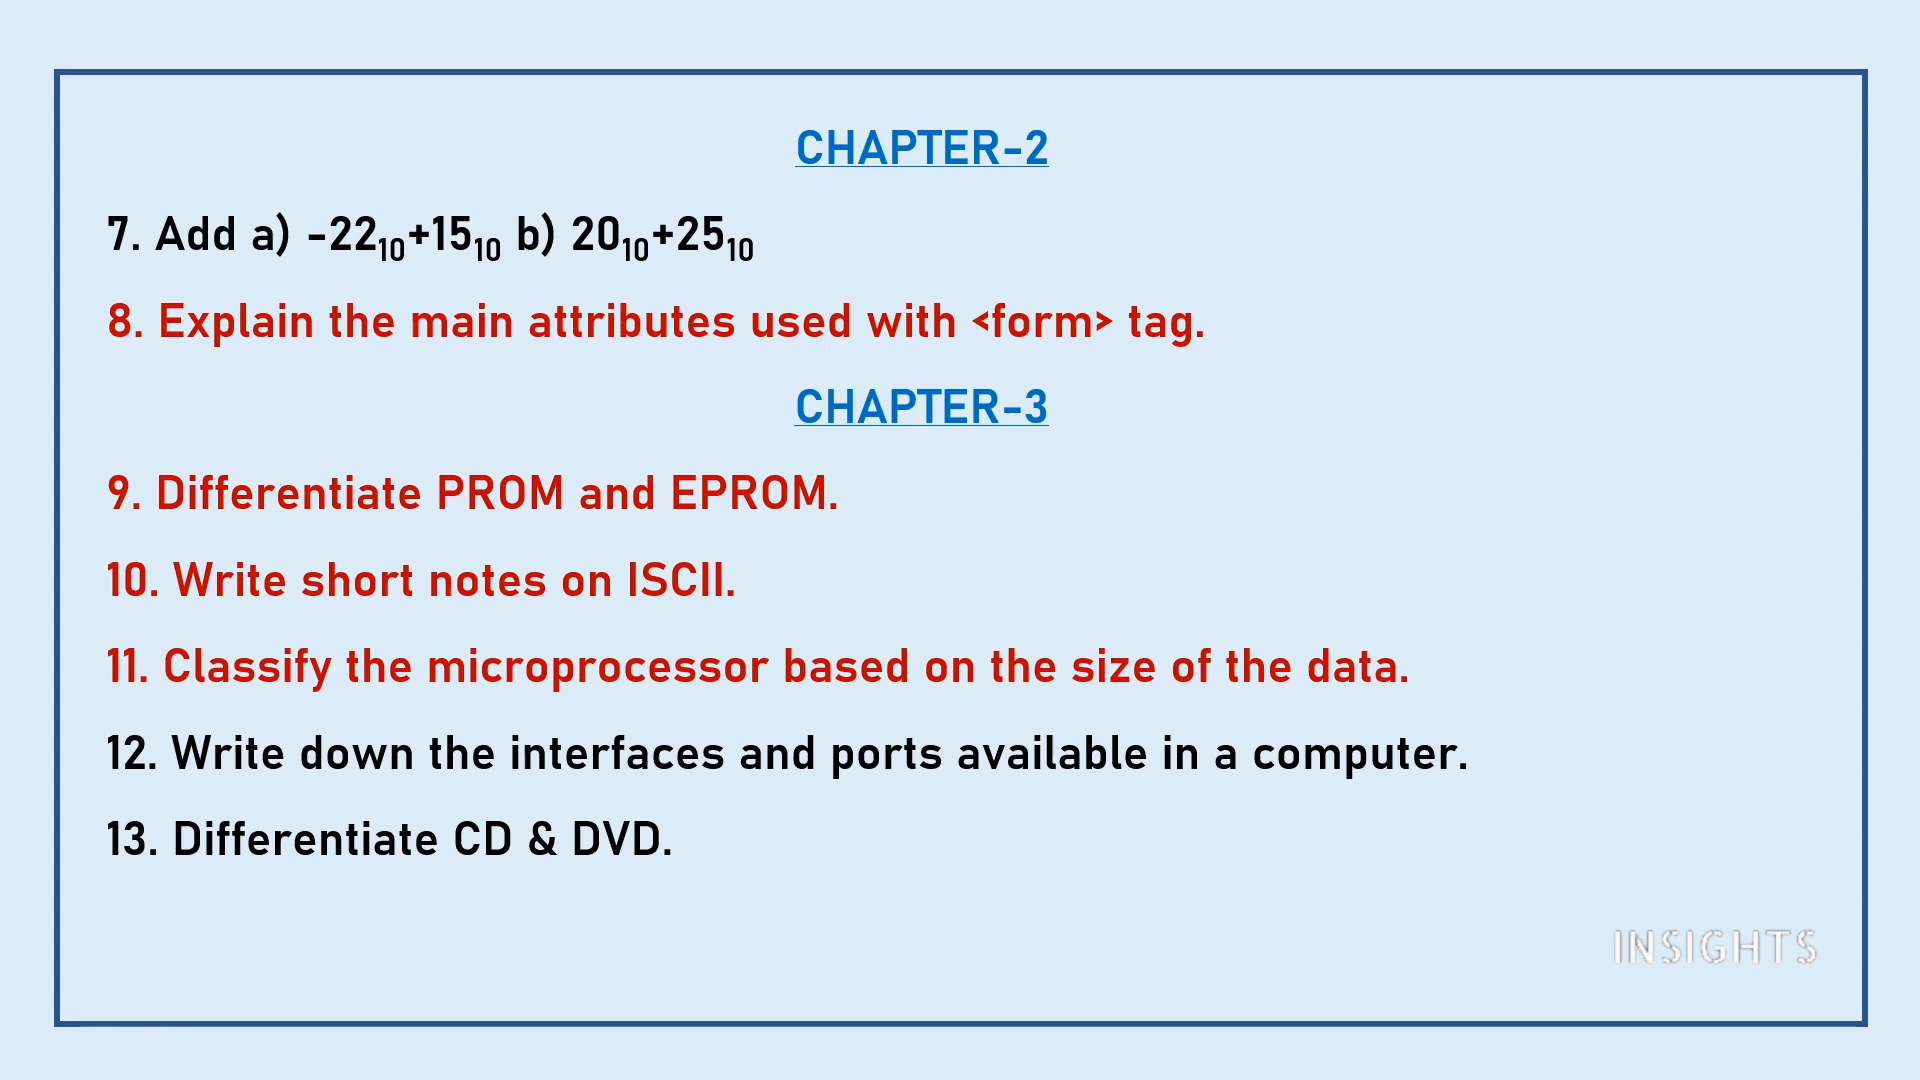 CHAPTER-2
7. Add a) -22₁₀+15₁₀ b) 20₁₀+25₁₀
8. Explain the main attributes used with <form> tag.
CHAPTER-3
9. Differentiate PROM and EPROM.
10. Write short notes on ISCII.
11. Classify the microprocessor based on the size of the data.
12. Write down the interfaces and ports available in a computer.
13. Differentiate CD & DVD.
INSIGHTS